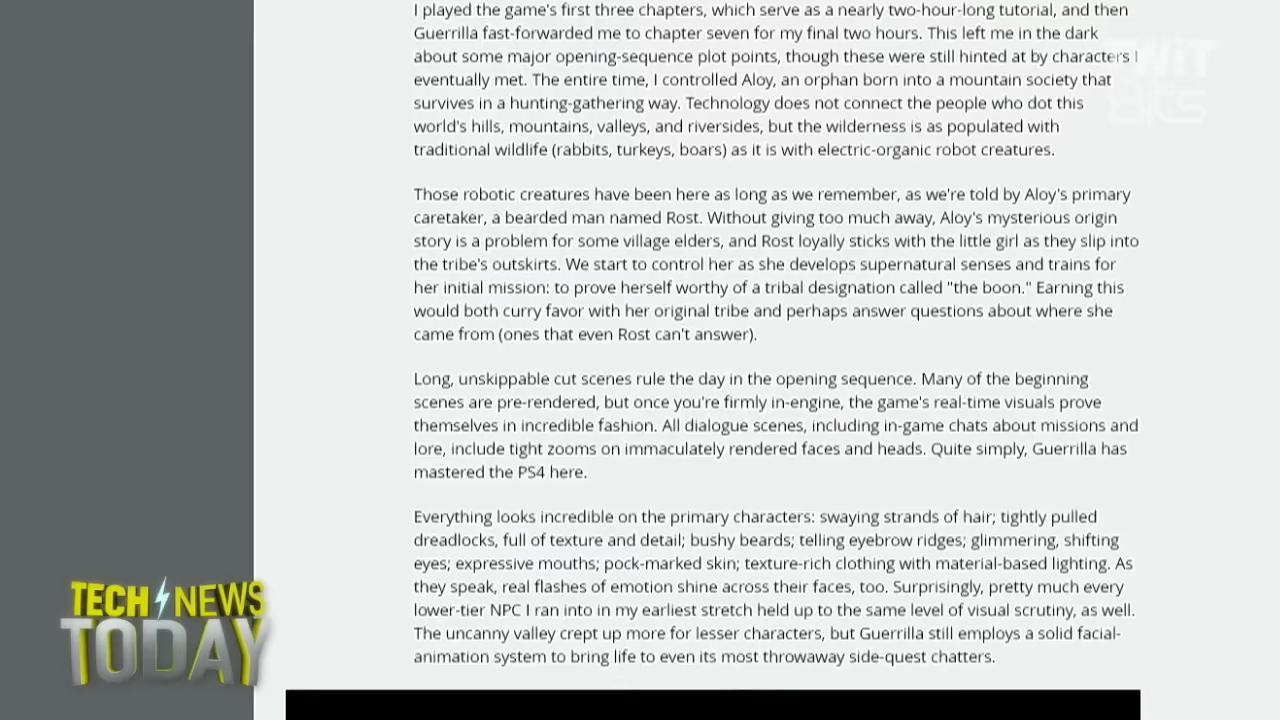 I played the game's first three chapters, which serve as a nearly two-hour-long tutorial, and then
Guerrilla fast-forwarded me to chapter seven for my final two hours. This left me in the dark
about some major opening-sequence plot points, though these were still hinted at by characters I
eventually met. The entire time, I controlled Aloy, an orphan born into a mountain society that
survives in a hunting-gathering way. Technology does not connect the people who dot this
world's hills, mountains, valleys, and riversides, but the wilderness is as populated with
traditional wildlife (rabbits, turkeys, boars) as it is with electric-organic robot creatures.
TWiT
Bits
Those robotic creatures have been here as long as we remember, as we're told by Aloy's primary
caretaker, a bearded man named Rost. Without giving too much away, Aloy's mysterious origin
story is a problem for some village elders, and Rost loyally sticks with the little girl as they slip into
the tribe's outskirts. We start to control her as she develops supernatural senses and trains for
her initial mission: to prove herself worthy of a tribal designation called "the boon." Earning this
would both curry favor with her original tribe and perhaps answer questions about where she
came from (ones that even Rost can't answer).
Long, unskippable cut scenes rule the day in the opening sequence. Many of the beginning
scenes are pre-rendered, but once you're firmly in-engine, the game's real-time visuals prove
themselves in incredible fashion. All dialogue scenes, including in-game chats about missions and
lore, include tight zooms on immaculately rendered faces and heads. Quite simply, Guerrilla has
mastered the PS4 here.
Everything looks incredible on the primary characters: swaying strands of hair; tightly pulled
dreadlocks, full of texture and detail; bushy beards; telling eyebrow ridges; glimmering, shifting
eyes; expressive mouths; pock-marked skin; texture-rich clothing with material-based lighting. As
they speak, real flashes of emotion shine across their faces, too. Surprisingly, pretty much every
lower-tier NPC I ran into in my earliest stretch held up to the same level of visual scrutiny, as well.
The uncanny valley crept up more for lesser characters, but Guerrilla still employs a solid facial-
animation system to bring life to even its most throwaway side-quest chatters.
TECH NEWS
TODAY